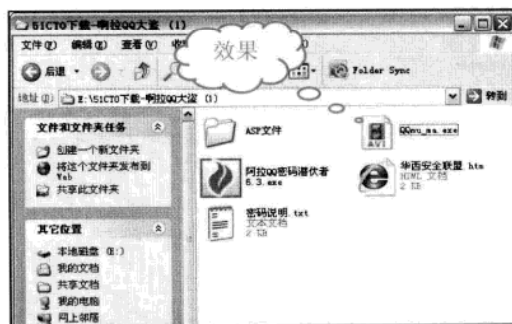 51CTO下载-啊拉QQ大盗 (1)
文件(F) 编辑(E) 查看(V)
效果
后退
Folder Sync
地址(D) E:\51CTO下载-啊拉QQ大盗 (1)
转到
文件和文件夹任务
创建一个新文件夹
将这个文件夹发布到
Web
共享此文件夹
其它位置
本地磁盘 (E:)
我的文档
共享文档
我的电脑
网上邻居
ASP文件
QQmu_ma.exe
AVI
阿拉QQ密码潜伏者
6.3.exe
华西安全联盟.htm
HTML 文档
2 KB
密码说明.txt
文本文档
2 KB